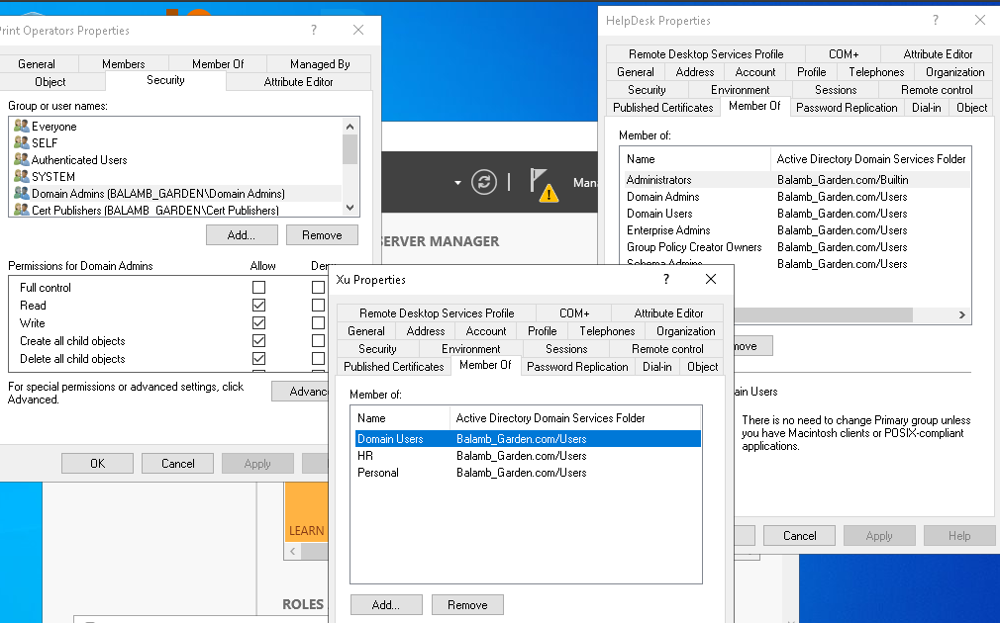 Print Operators Properties
?
General
Members
Member Of
Managed By
Object
Security
Attribute Editor
Group or user names:
Everyone
SELF
Authenticated Users
SYSTEM
Domain Admins (BALAMB_GARDEN\Domain Admins)
Cert Publishers (BALAMB_GARDEN\Cert Publishers)
Add...
Remove
Permissions for Domain Admins
Allow
Full control
Read
Write
Create all child objects
Delete all child objects
For special permissions or advanced settings, click
Advanced.
Advanc
OK
Cancel
Apply
Mana
SERVER MANAGER
LEARN
ROLES
HelpDesk Properties
?
Remote Desktop Services Profile
COM+
Attribute Editor
General
Address
Account
Profile
Telephones
Organization
Security
Environment
Sessions
Remote control
Published Certificates
Member Of
Password Replication
Dial-in
Object
Member of:
Name
Active Directory Domain Services Folder
Administrators
Balamb_Garden.com/Builtin
Domain Admins
Balamb_Garden.com/Users
Domain Users
Balamb_Garden.com/Users
Enterprise Admins
Balamb_Garden.com/Users
Group Policy Creator Owners
Balamb_Garden.com/Users
Schema Admins
Balamb_Garden.com/Users
move
ain Users
There is no need to change Primary group unless
you have Macintosh clients or POSIX-compliant
applications.
Cancel
Apply
Help
Xu Properties
?
Remote Desktop Services Profile
COM+
Attribute Editor
General
Address
Account
Profile
Telephones
Organization
Security
Environment
Sessions
Remote control
Published Certificates
Member Of
Password Replication
Dial-in
Object
Member of:
Name
Active Directory Domain Services Folder
Domain Users
Balamb_Garden.com/Users
HR
Balamb_Garden.com/Users
Personal
Balamb_Garden.com/Users
Add...
Remove